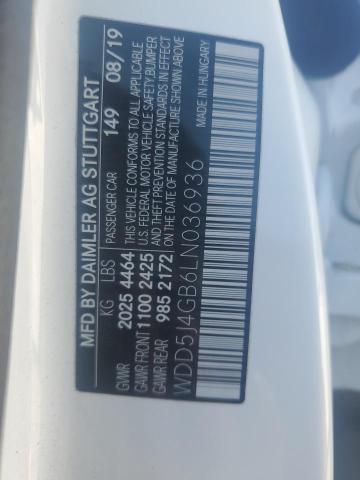 MFD BY DAIMLER AG STUTTGART
KG LBS PASSENGER CAR 149 08/19
GVWR 2025 4464 THIS VEHICLE CONFORMS TO ALL APPLICABLE
GAWR FRONT 1100 2425 U.S. FEDERAL MOTOR VEHICLE SAFETY, BUMPER
GAWR REAR 985 2172 AND THEFT PREVENTION STANDARDS IN EFFECT
ON THE DATE OF MANUFACTURE SHOWN ABOVE
WDD5J4GB6LN036936 MADE IN HUNGARY